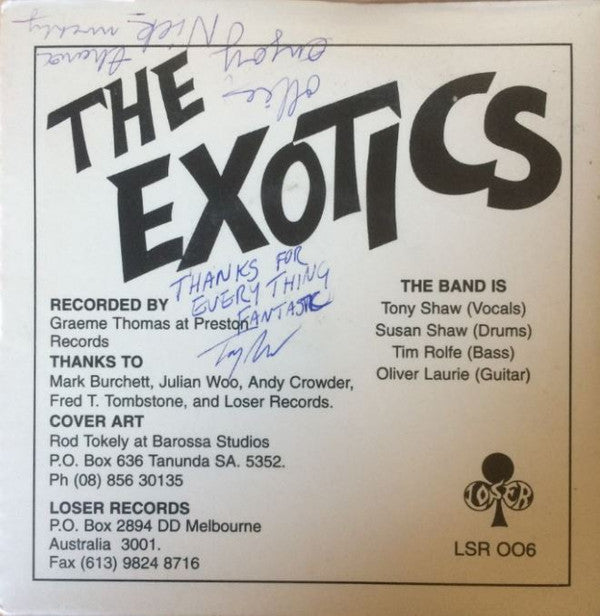 THE
EXOTICS
THANKS FOR
EVERY THING
FANTASTIC
RECORDED BY
Graeme Thomas at Preston
Records
THANKS TO
Mark Burchett, Julian Woo, Andy Crowder,
Fred T. Tombstone, and Loser Records.
COVER ART
Rod Tokely at Barossa Studios
P.O. Box 636 Tanunda SA. 5352.
Ph (08) 856 30135
LOSER RECORDS
P.O. Box 2894 DD Melbourne
Australia 3001.
Fax (613) 9824 8716
THE BAND IS
Tony Shaw (Vocals)
Susan Shaw (Drums)
Tim Rolfe (Bass)
Oliver Laurie (Guitar)
LOSER
LSR OO6